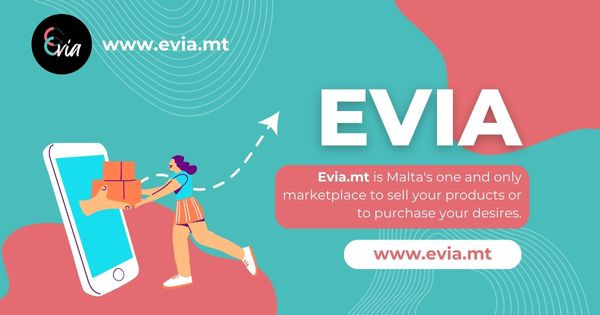 Evia
www.evia.mt
EVIA
Evia.mt is Malta's one and only
marketplace to sell your products or
to purchase your desires.
www.evia.mt